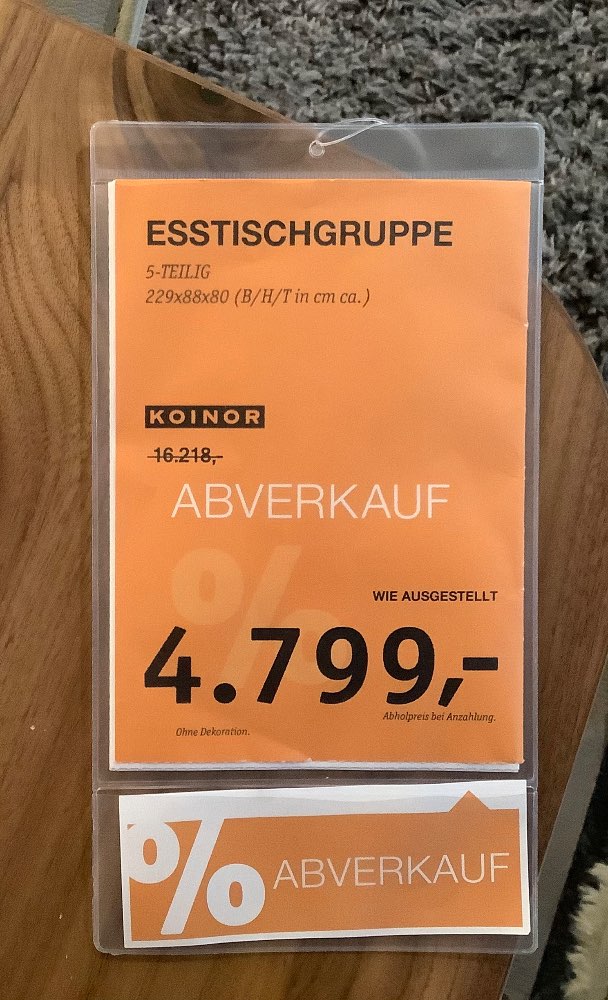 ESSTISCHGRUPPE
5-TEILIG
229x88x80 (B/H/T in cm ca.)
KOINOR
16.218,-
ABVERKAUF
%
WIE AUSGESTELLT
4.799,-
Abholpreis bei Anzahlung.
Ohne Dekoration.
% ABVERKAUF